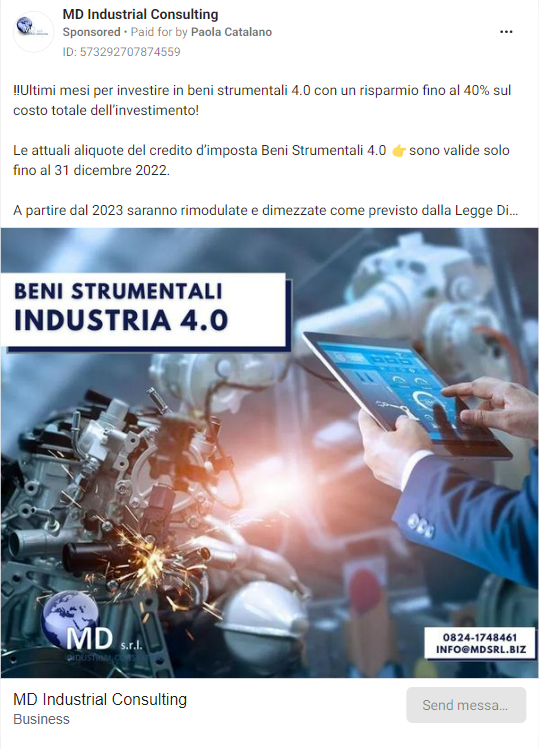 MD Industrial Consulting
Sponsored • Paid for by Paola Catalano
ID: 573292707874559
‼Ultimi mesi per investire in beni strumentali 4.0 con un risparmio fino al 40% sul
costo totale dell'investimento!
Le attuali aliquote del credito d'imposta Beni Strumentali 4.0 👉 sono valide solo
fino al 31 dicembre 2022.
A partire dal 2023 saranno rimodulate e dimezzate come previsto dalla Legge Di...
BENI STRUMENTALI
INDUSTRIA 4.0
MD s.r.l.
0824-1748461
INFO@MDSRL.BIZ
MD Industrial Consulting
Business
Send messa...